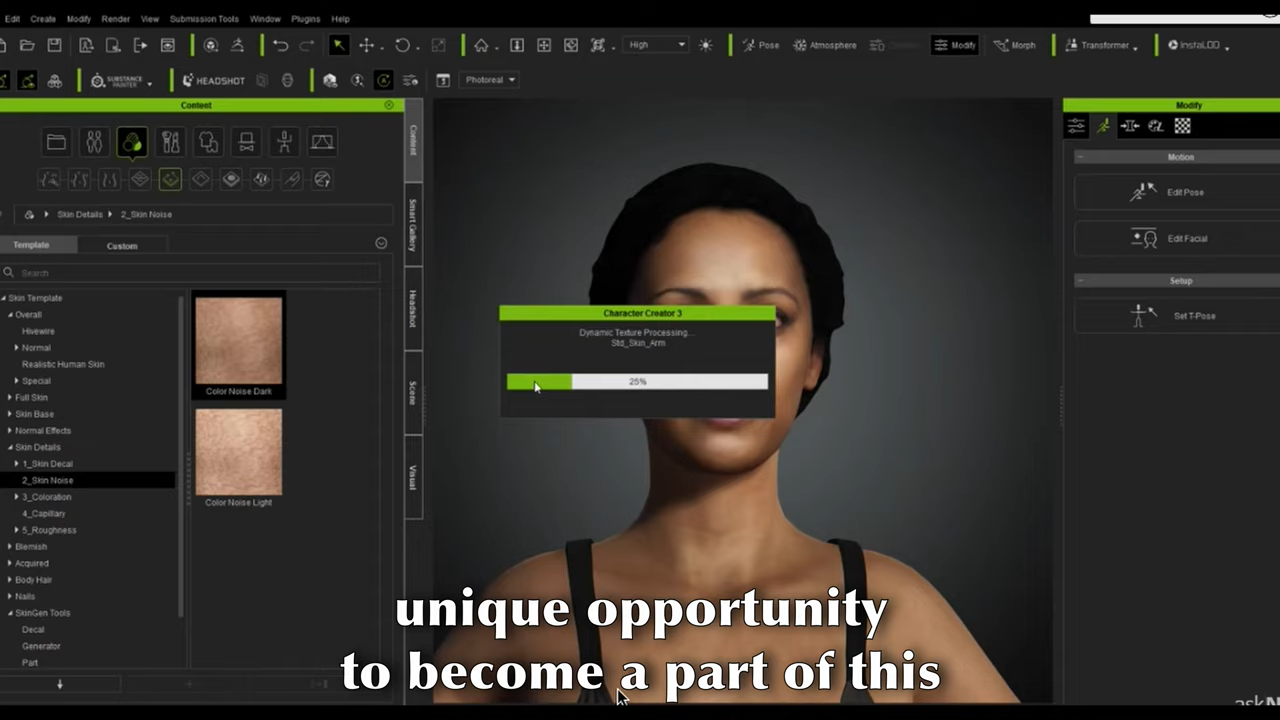 Edit Create Modify Render View Submission Tools Window Plugins Help
High Pose Atmosphere Modify Morph Transformer InstaLOD
SUBSTANCE PAINTER HEADSHOT Photoreal
Content
Modify
Skin Details 2_Skin Noise
Template Custom
Search
Skin Template
Overall
Hivewire
Normal
Realistic Human Skin
Special
Full Skin
Skin Base
Normal Effects
Skin Details
1_Skin Decal
2_Skin Noise
3_Coloration
4_Capillary
5_Roughness
Blemish
Acquired
Body Hair
Nails
SkinGen Tools
Decal
Generator
Part
Color Noise Dark
Color Noise Light
Content
Smart Gallery
Headshot
Scene
Visual
Character Creator 3
Dynamic Texture Processing...
Std_Skin_Arm
25%
Motion
Edit Pose
Edit Facial
Setup
Set T-Pose
unique opportunity
to become a part of this